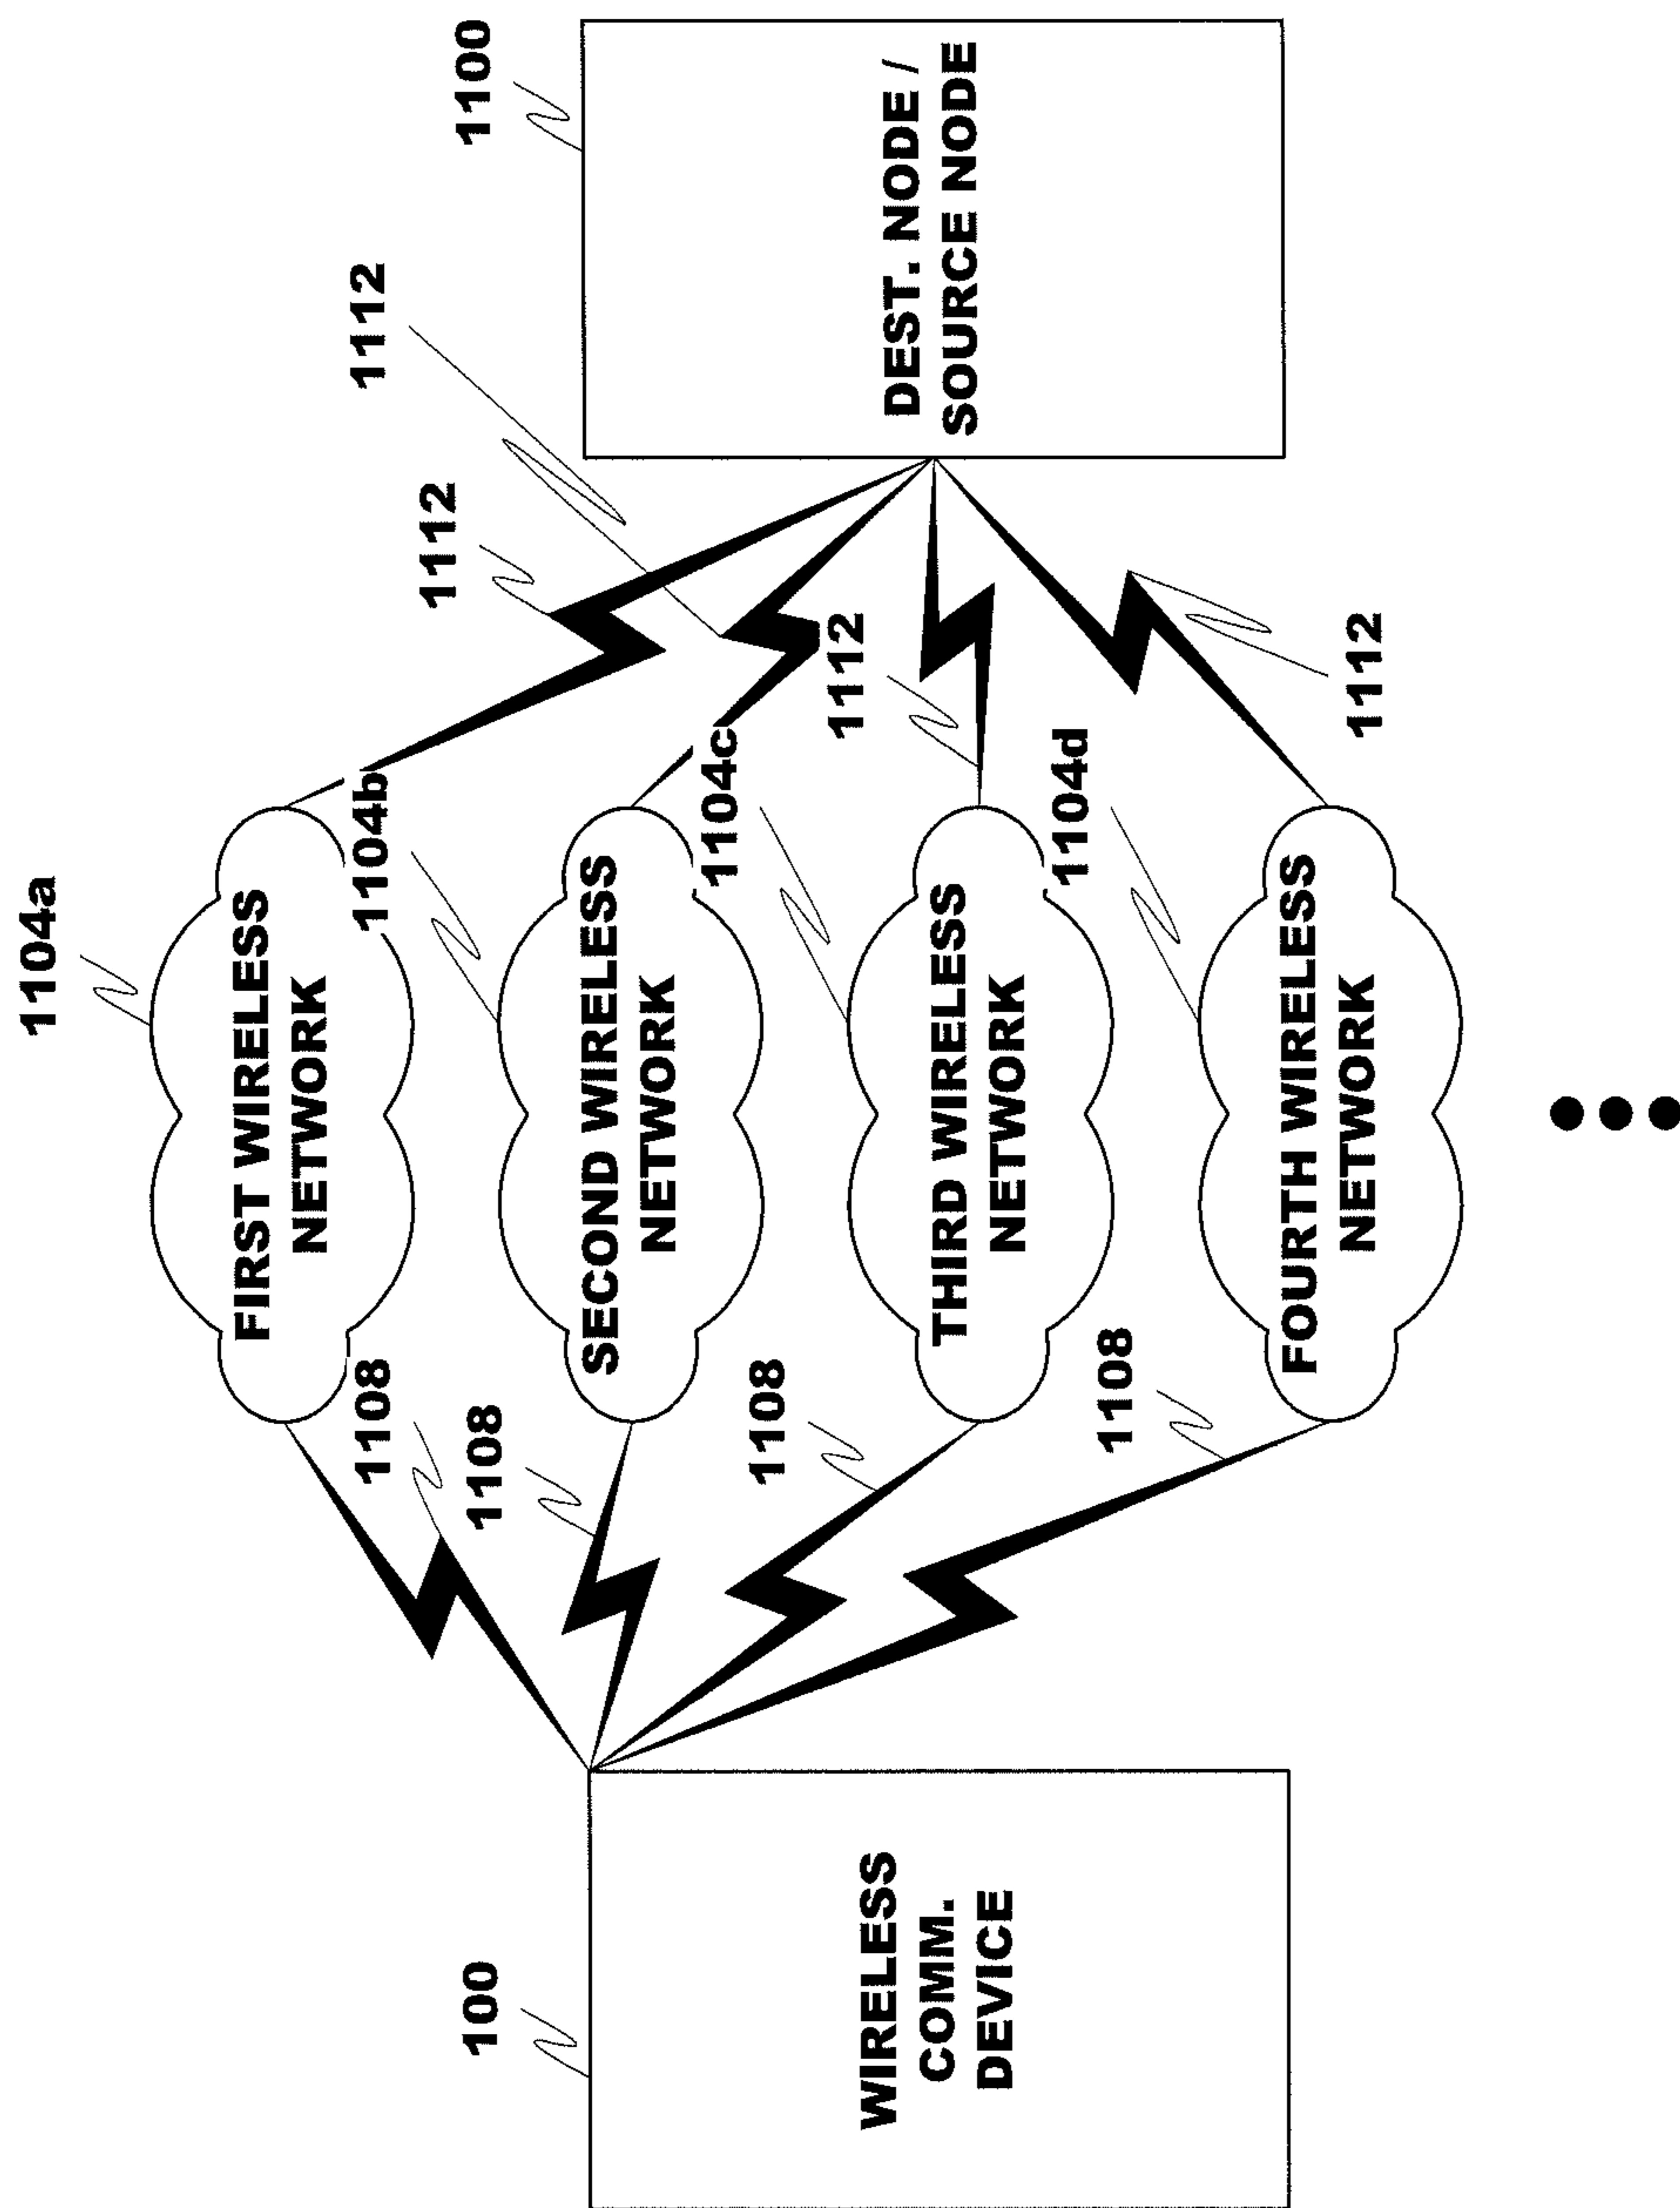 100
WIRELESS
COMM.
DEVICE
1108
1108
1108
1108
1104a
FIRST WIRELESS
NETWORK
1104b
SECOND WIRELESS
NETWORK
1104c
THIRD WIRELESS
NETWORK
1104d
FOURTH WIRELESS
NETWORK
1112
1112
1112
1112
1100
DEST. NODE /
SOURCE NODE